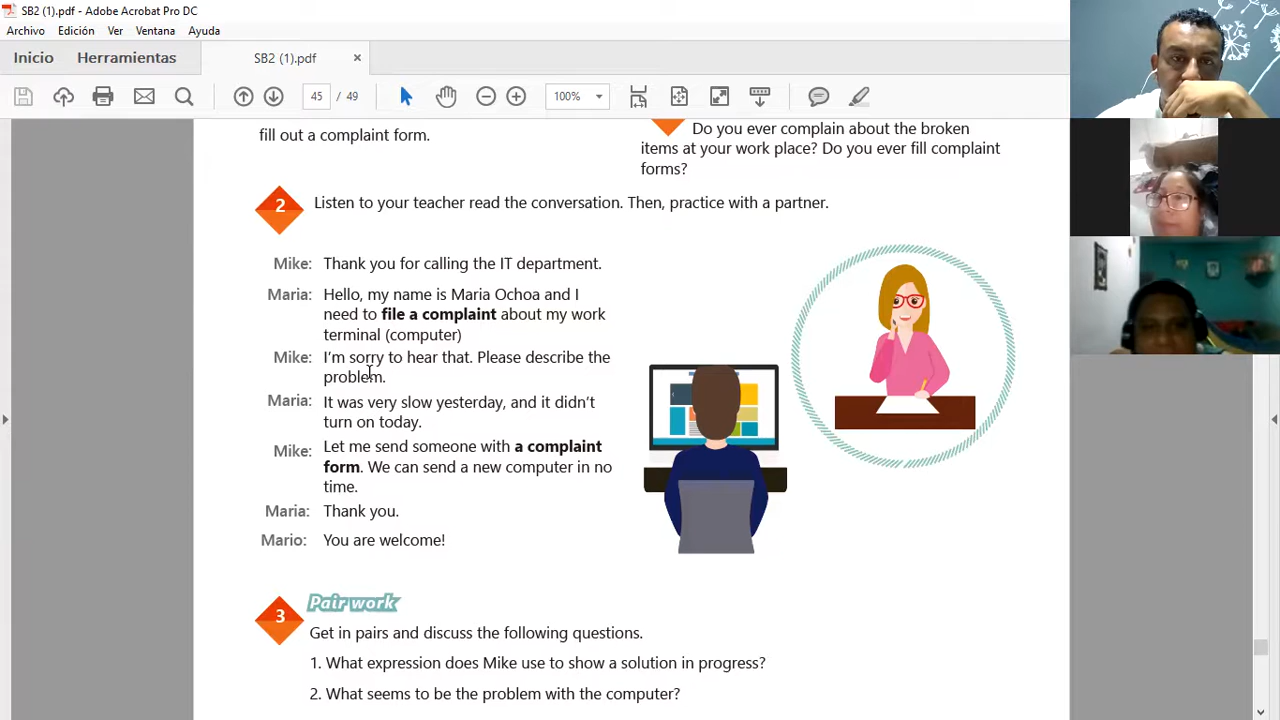 SB2 (1).pdf - Adobe Acrobat Pro DC
Archivo Edición Ver Ventana Ayuda
Inicio Herramientas SB2 (1).pdf ×
45 / 49 100%
fill out a complaint form.
Do you ever complain about the broken
items at your work place? Do you ever fill complaint
forms?
2 Listen to your teacher read the conversation. Then, practice with a partner.
Mike: Thank you for calling the IT department.
Maria: Hello, my name is Maria Ochoa and I
need to file a complaint about my work
terminal (computer)
Mike: I'm sorry to hear that. Please describe the
problem.
Maria: It was very slow yesterday, and it didn't
turn on today.
Mike: Let me send someone with a complaint
form. We can send a new computer in no
time.
Maria: Thank you.
Mario: You are welcome!
3 Pair work
Get in pairs and discuss the following questions.
1. What expression does Mike use to show a solution in progress?
2. What seems to be the problem with the computer?